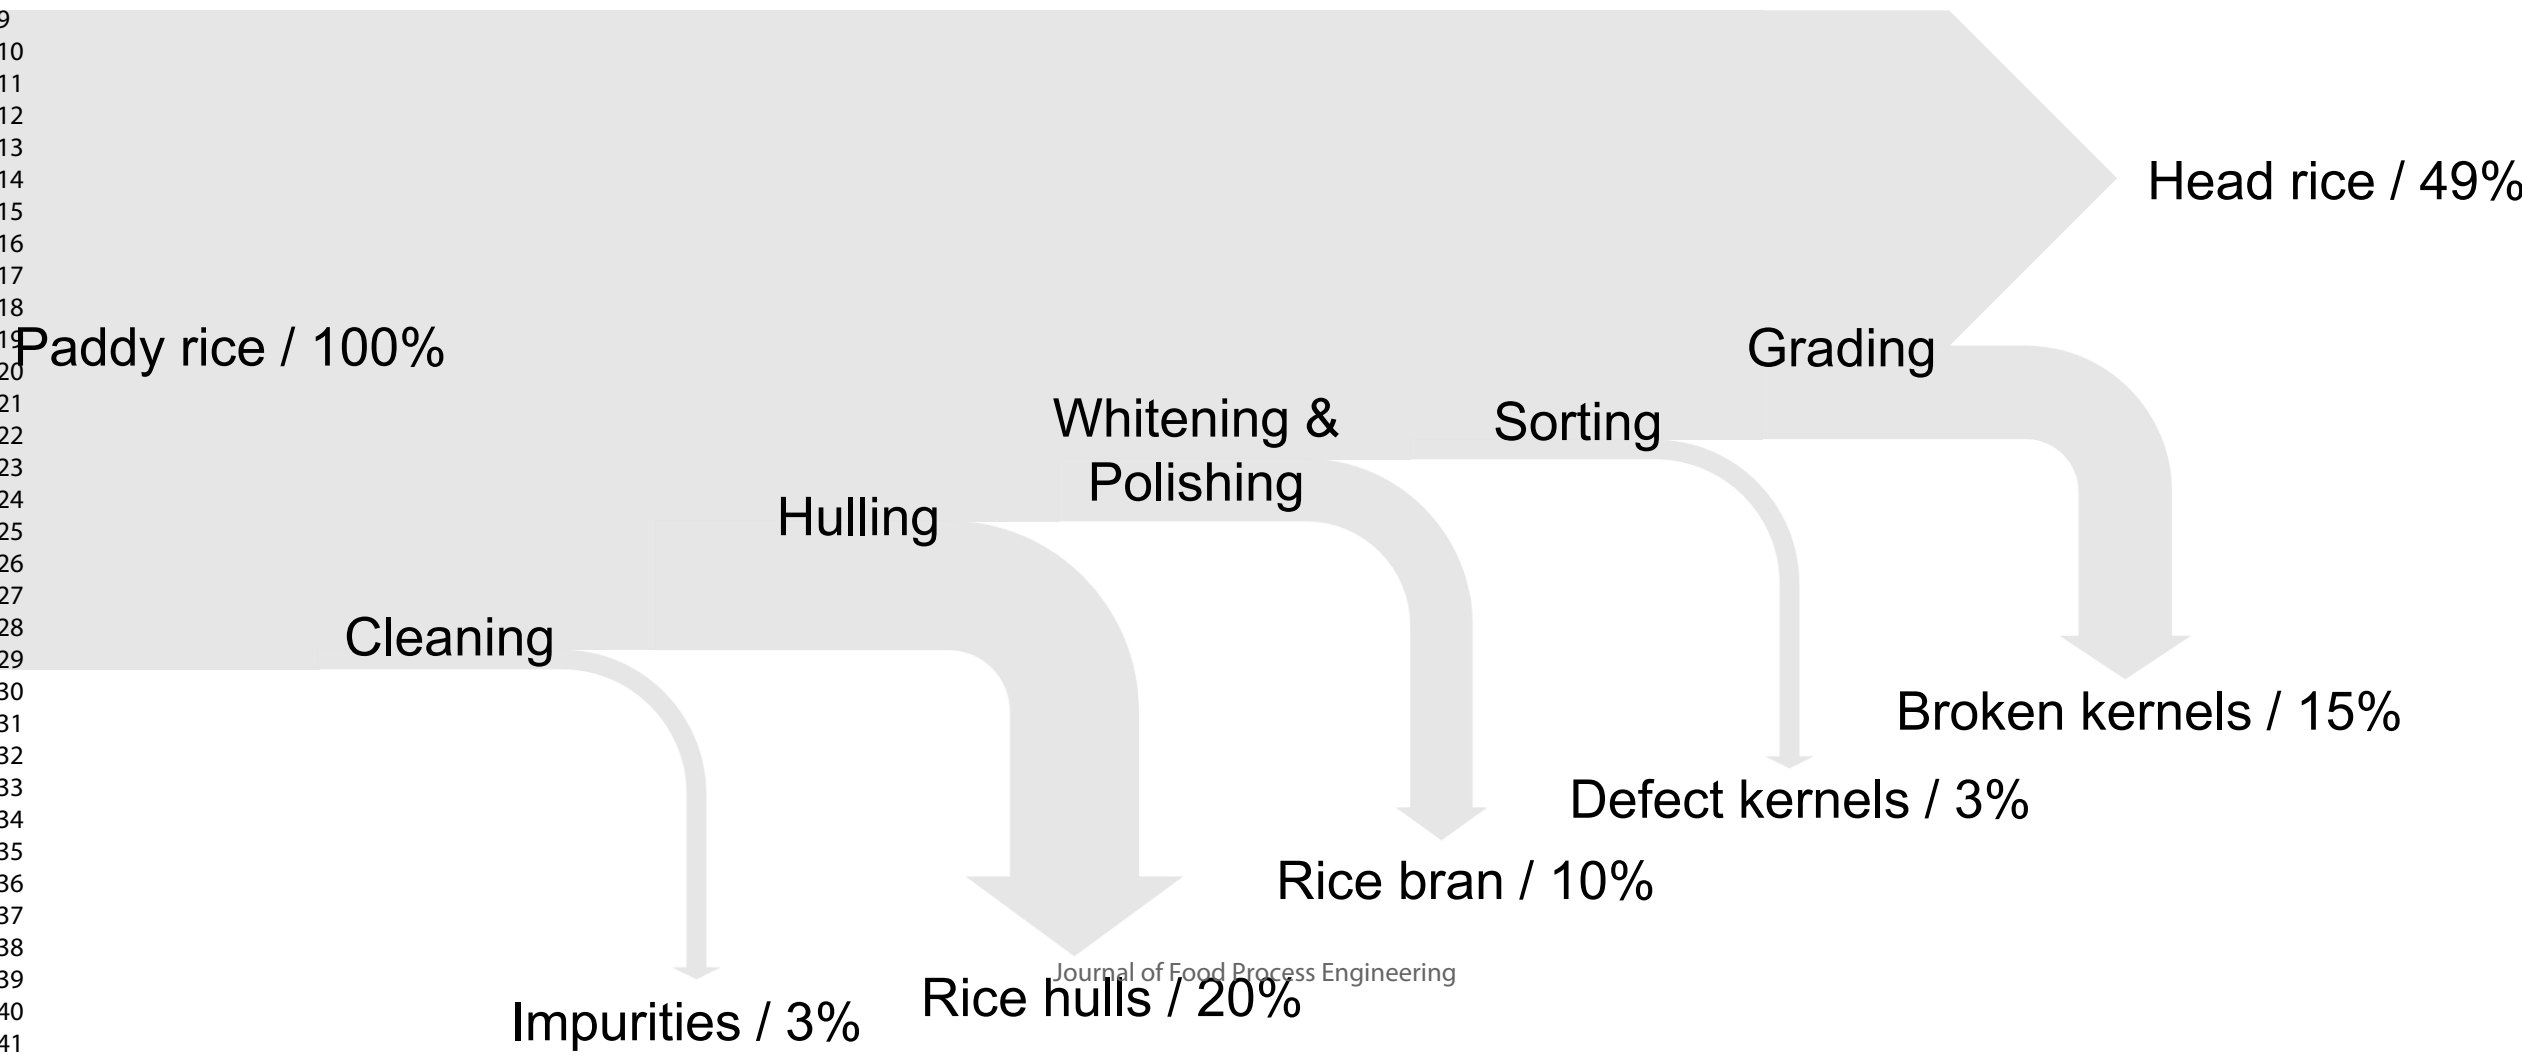 9
10
11
12
13
14
15
16
17
18
19
20
21
22
23
24
25
26
27
28
29
30
31
32
33
34
35
36
37
38
39
40
41
Head rice / 49%
Paddy rice / 100%
Grading
Whitening &
Polishing
Sorting
Hulling
Cleaning
Broken kernels / 15%
Defect kernels / 3%
Rice bran / 10%
Journal of Food Process Engineering
Rice hulls / 20%
Impurities / 3%